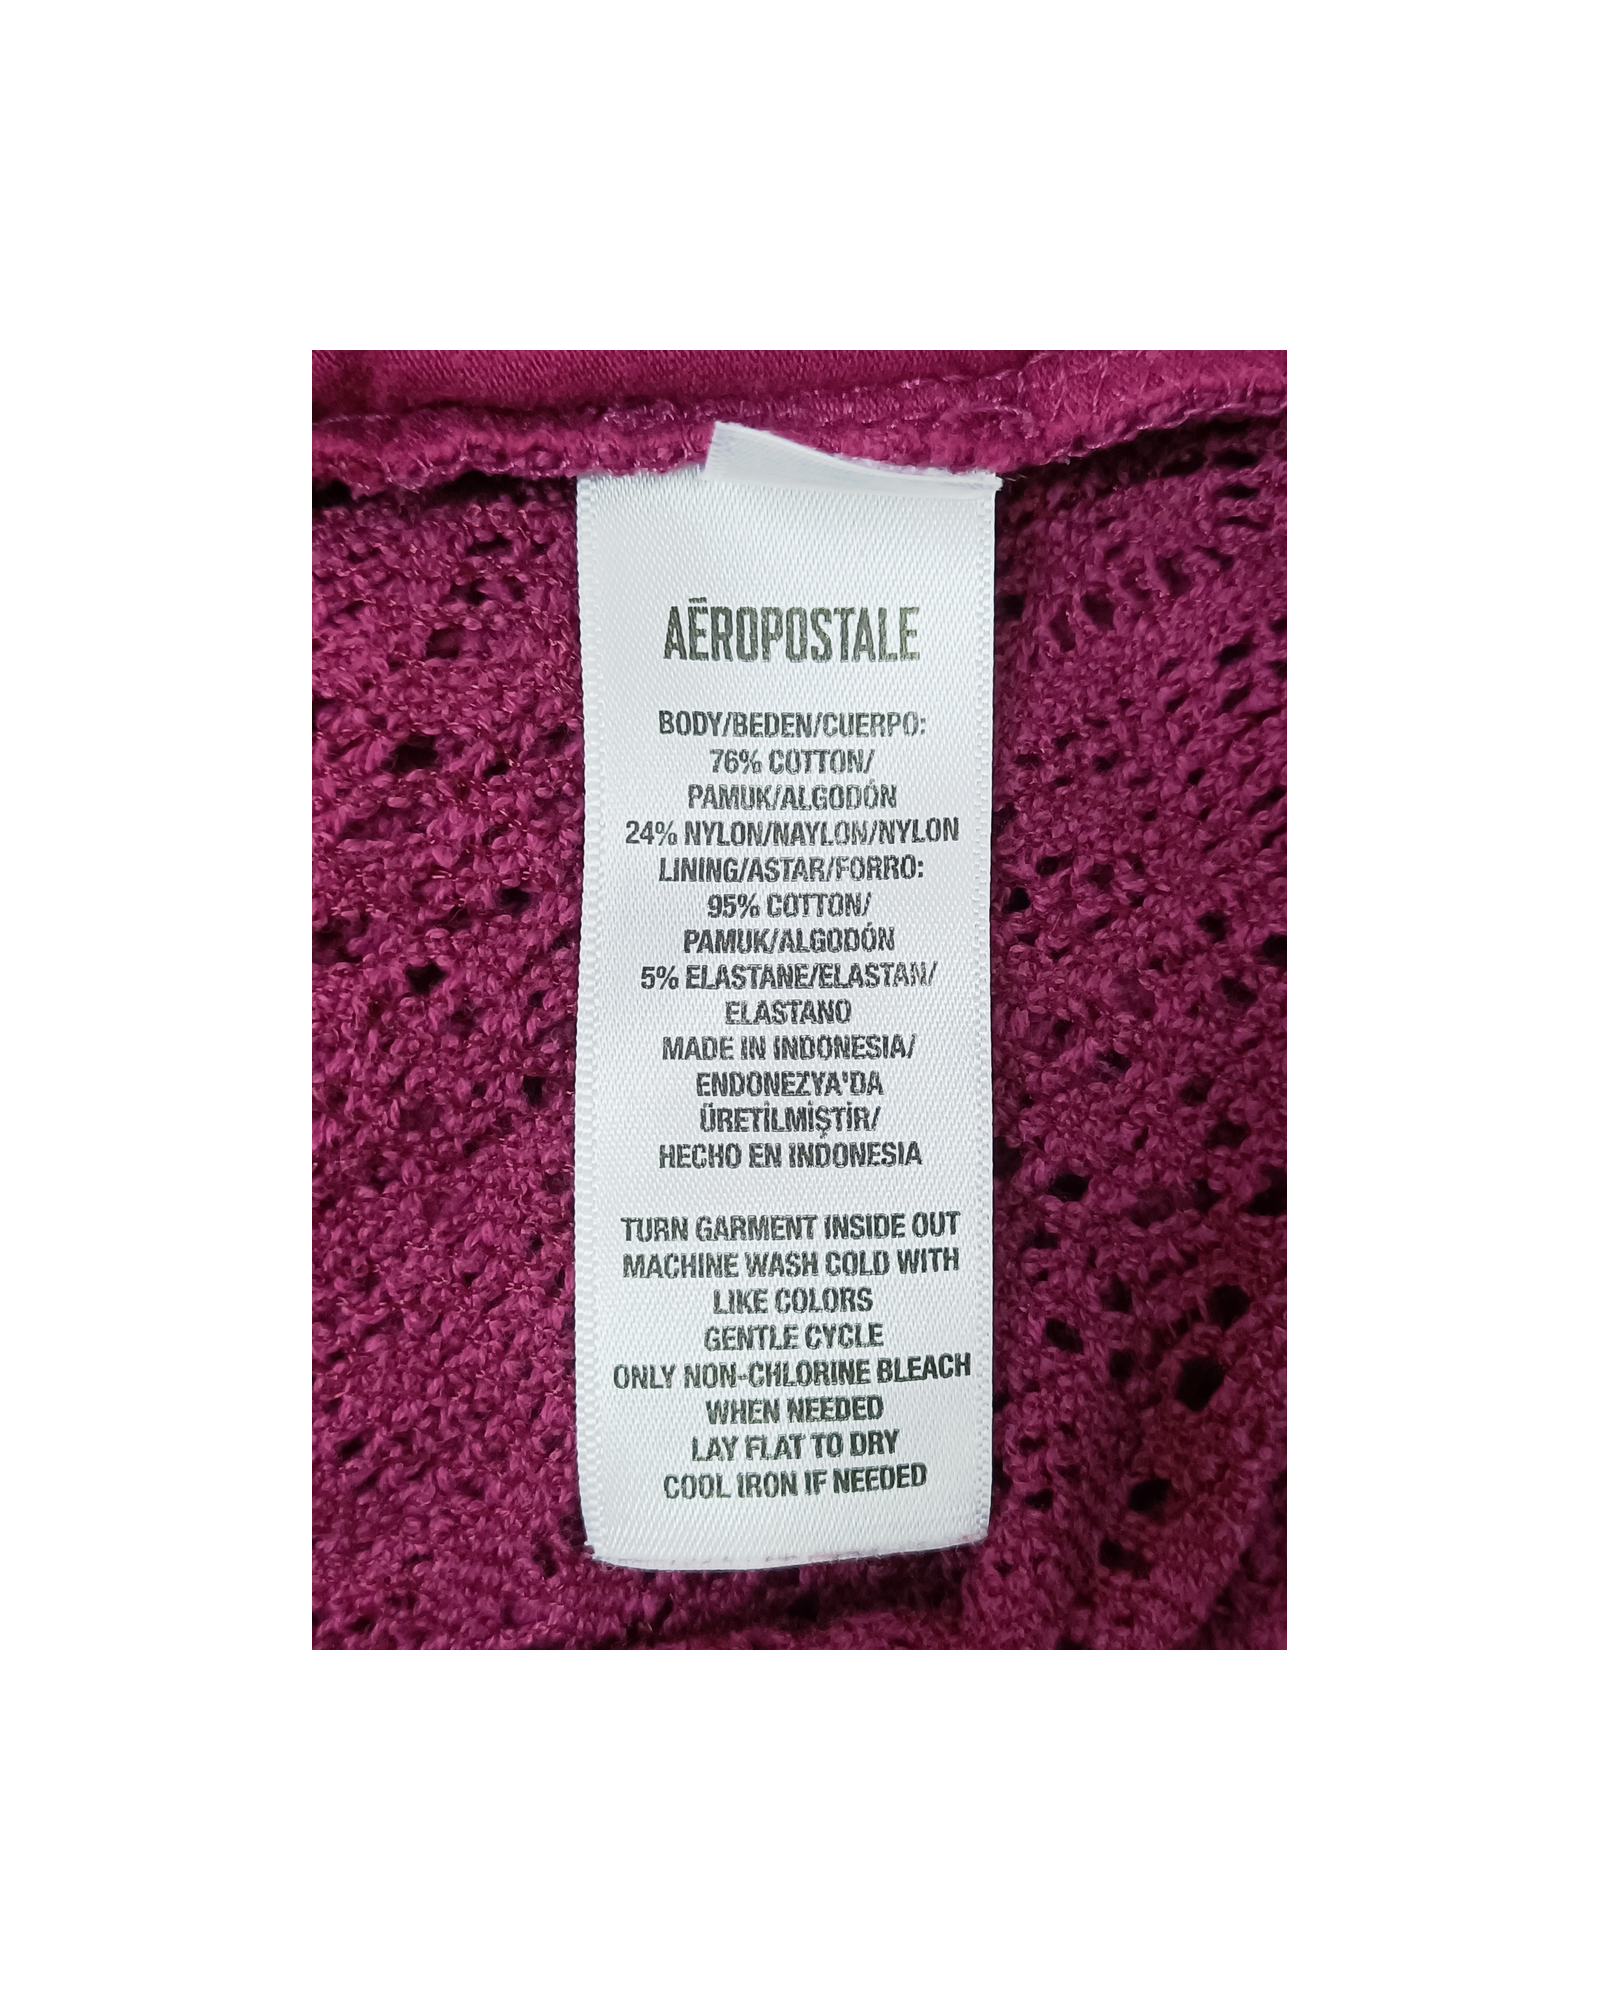 AĒROPOSTALE
BODY/BEDEN/CUERPO:
76% COTTON/
PAMUK/ALGODÓN
24% NYLON/NAYLON/NYLON
LINING/ASTAR/FORRO:
95% COTTON/
PAMUK/ALGODÓN
5% ELASTANE/ELASTAN/
ELASTANO
MADE IN INDONESIA/
ENDONEZYA'DA
ÜRETİLMİŞTİR/
HECHO EN INDONESIA
TURN GARMENT INSIDE OUT
MACHINE WASH COLD WITH
LIKE COLORS
GENTLE CYCLE
ONLY NON-CHLORINE BLEACH
WHEN NEEDED
LAY FLAT TO DRY
COOL IRON IF NEEDED